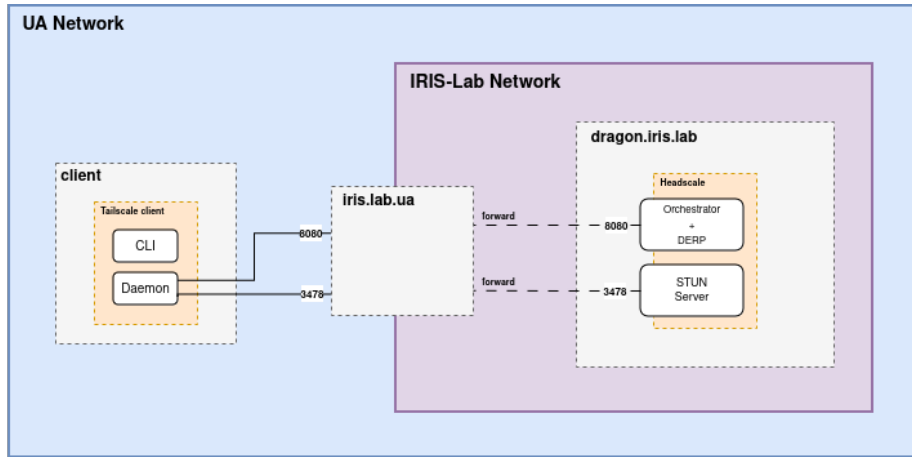 UA Network
IRIS-Lab Network
dragon.iris.lab
client
iris.lab.ua
Headscale
Tailscale client
Orchestrator
+
DERP
forward
8080
6080
CLI
Daemon
forward
3478
3478
STUN
Server